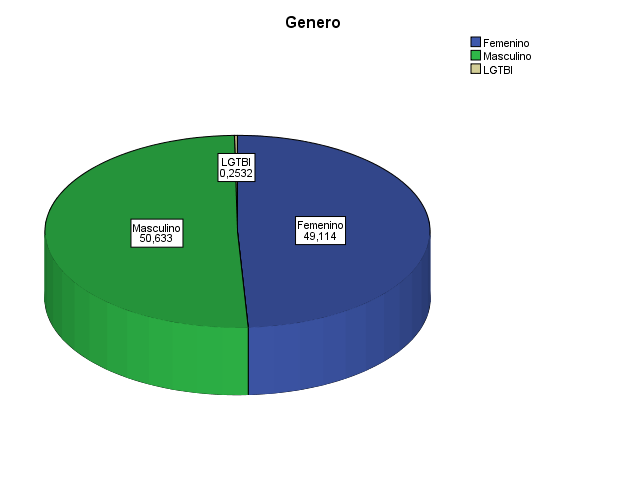 Genero
Femenino
Masculino
LGTBI
LGTBI
0,2532
Masculino
50,633
Femenino
49,114